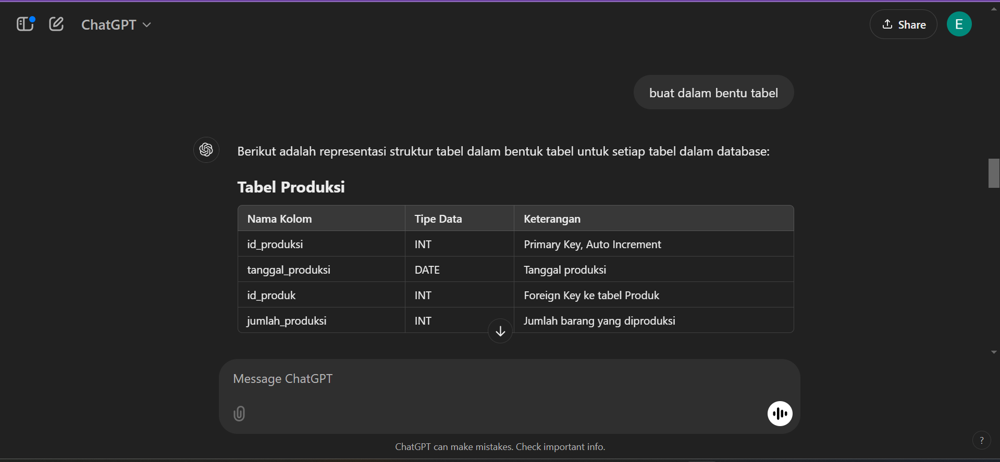 ChatGPT
Share
E
buat dalam bentu tabel
Berikut adalah representasi struktur tabel dalam bentuk tabel untuk setiap tabel dalam database:
Tabel Produksi
Nama Kolom Tipe Data Keterangan
id_produksi INT Primary Key, Auto Increment
tanggal_produksi DATE Tanggal produksi
id_produk INT Foreign Key ke tabel Produk
jumlah_produksi INT Jumlah barang yang diproduksi
Message ChatGPT
ChatGPT can make mistakes. Check important info.
?